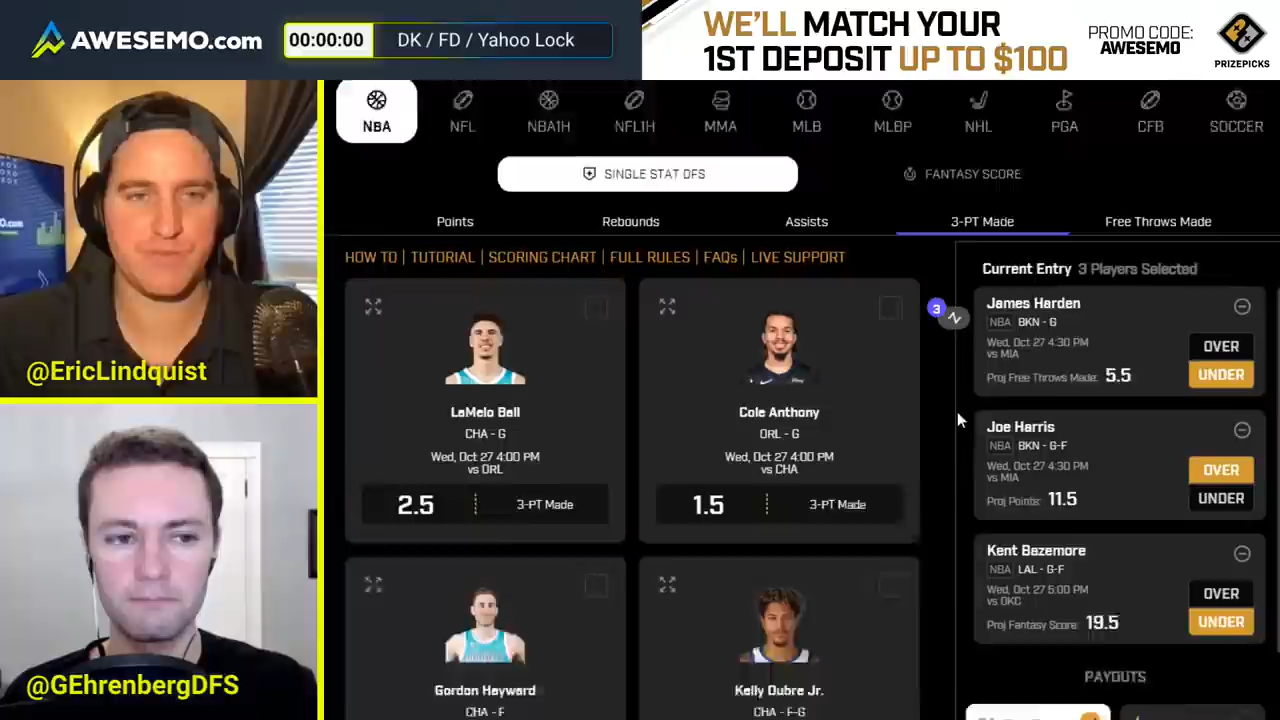 AWESEMO.com
00:00:00
DK / FD / Yahoo Lock
WE'LL MATCH YOUR
1ST DEPOSIT UP TO $100
PROMO CODE:
AWESEMO
PRIZEPICKS
NBA
NFL
NBA1H
NFL1H
MMA
MLB
MLBP
NHL
PGA
CFB
SOCCER
SINGLE STAT DFS
FANTASY SCORE
Points
Rebounds
Assists
3-PT Made
Free Throws Made
HOW TO | TUTORIAL | SCORING CHART | FULL RULES | FAQs | LIVE SUPPORT
LaMelo Ball
CHA - G
Wed, Oct 27 4:00 PM
vs ORL
2.5
3-PT Made
Cole Anthony
ORL - G
Wed, Oct 27 4:00 PM
vs CHA
1.5
3-PT Made
Gordon Hayward
CHA - F
Kelly Oubre Jr.
CHA - F-G
Current Entry 3 Players Selected
3
James Harden
NBA BKN - G
Wed, Oct 27 4:30 PM
vs MIA
Proj Free Throws Made: 5.5
OVER
UNDER
Joe Harris
NBA BKN - G-F
Wed, Oct 27 4:30 PM
vs MIA
Proj Points: 11.5
OVER
UNDER
Kent Bazemore
NBA LAL - G-F
Wed, Oct 27 5:00 PM
vs OKC
Proj Fantasy Score: 19.5
OVER
UNDER
PAYOUTS
@EricLindquist
@GEhrenbergDFS